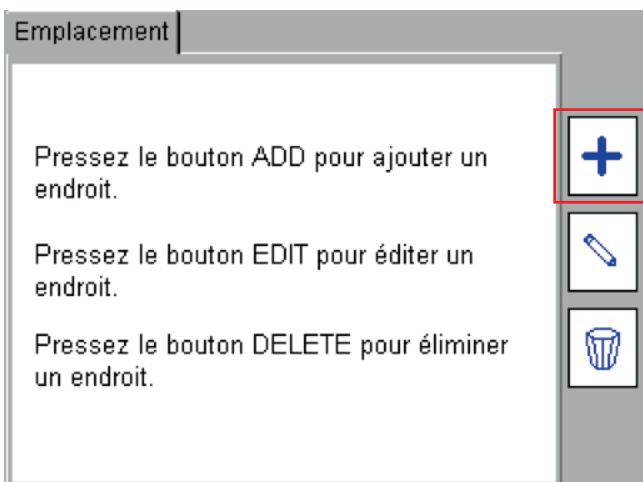 Emplacement
Pressez le bouton ADD pour ajouter un
endroit.
Pressez le bouton EDIT pour éditer un
endroit.
Pressez le bouton DELETE pour éliminer
un endroit.